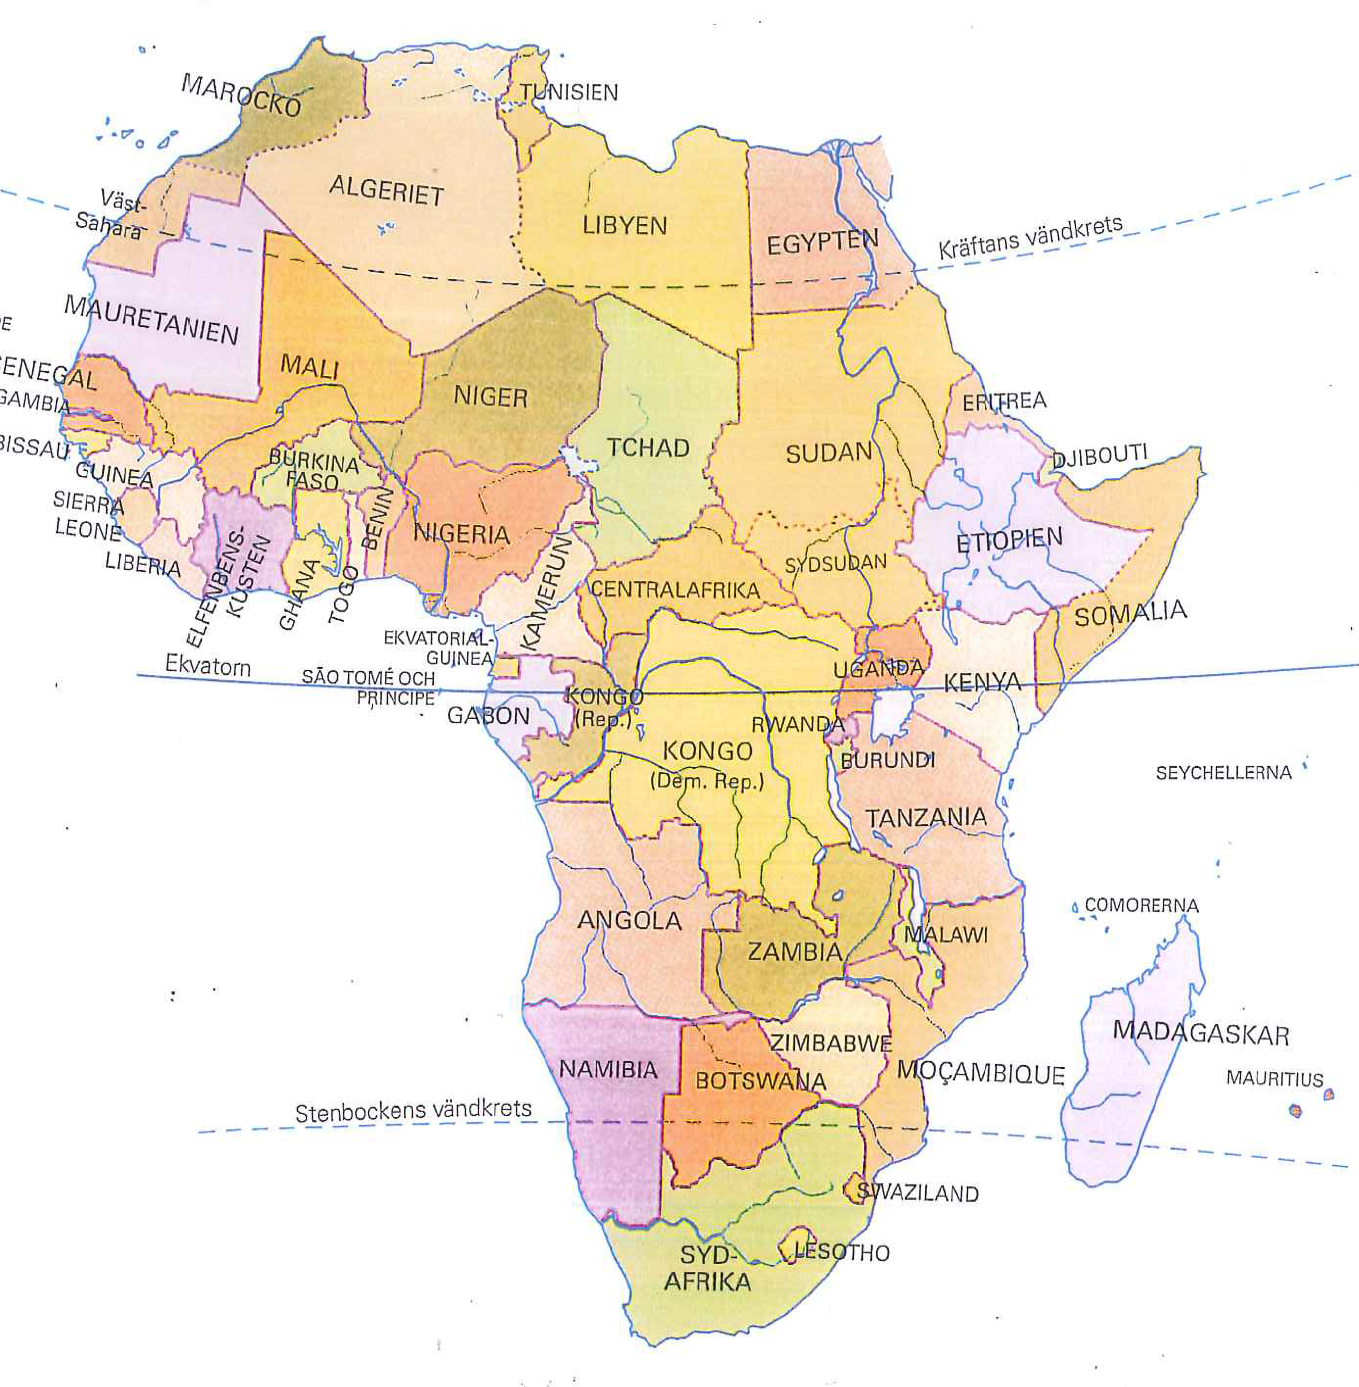 MAROCKO
TUNISIEN
ALGERIET
LIBYEN
EGYPTEN
Väst-
Sahara
Kräftans vändkrets
MAURETANIEN
MALI
NIGER
TCHAD
SUDAN
ERITREA
DJIBOUTI
ENEGAL
GAMBIA
BISSAU
GUINEA
SIERRA
LEONE
LIBERIA
BURKINA
FASO
ELFENBENS-
KUSTEN
GHANA
TOGO
BENIN
NIGERIA
KAMERUN
CENTRALAFRIKA
SYDSUDAN
ETIOPIEN
SOMALIA
EKVATORIAL-
GUINEA
Ekvatorn
SÃO TOMÉ OCH
PRINCIPE
GABON
KONGO
(Rep.)
UGANDA
KENYA
RWANDA
KONGO
(Dem. Rep.)
BURUNDI
SEYCHELLERNA
TANZANIA
COMORERNA
ANGOLA
ZAMBIA
MALAWI
MADAGASKAR
ZIMBABWE
NAMIBIA
BOTSWANA
MOÇAMBIQUE
MAURITIUS
Stenbockens vändkrets
SWAZILAND
LESOTHO
SYD-
AFRIKA